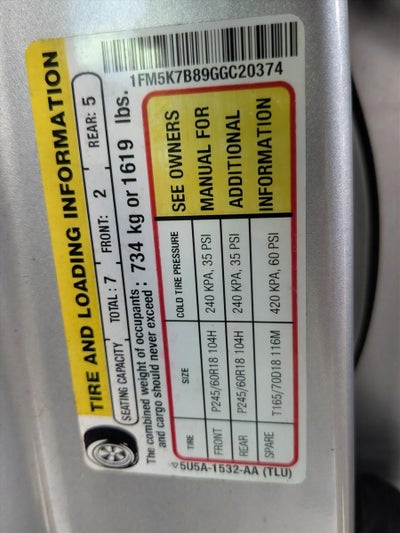 TIRE AND LOADING INFORMATION
SEATING CAPACITY TOTAL: 7 FRONT: 2 REAR: 5
The combined weight of occupants and cargo should never exceed: 734 kg or 1619 lbs.
1FM5K7B89GGC20374
TIRE SIZE COLD TIRE PRESSURE
FRONT P245/60R18 104H 240 KPA, 35 PSI
REAR P245/60R18 104H 240 KPA, 35 PSI
SPARE T165/70D18 116M 420 KPA, 60 PSI
SEE OWNERS
MANUAL FOR
ADDITIONAL
INFORMATION
5U5A-1532-AA (TLU)